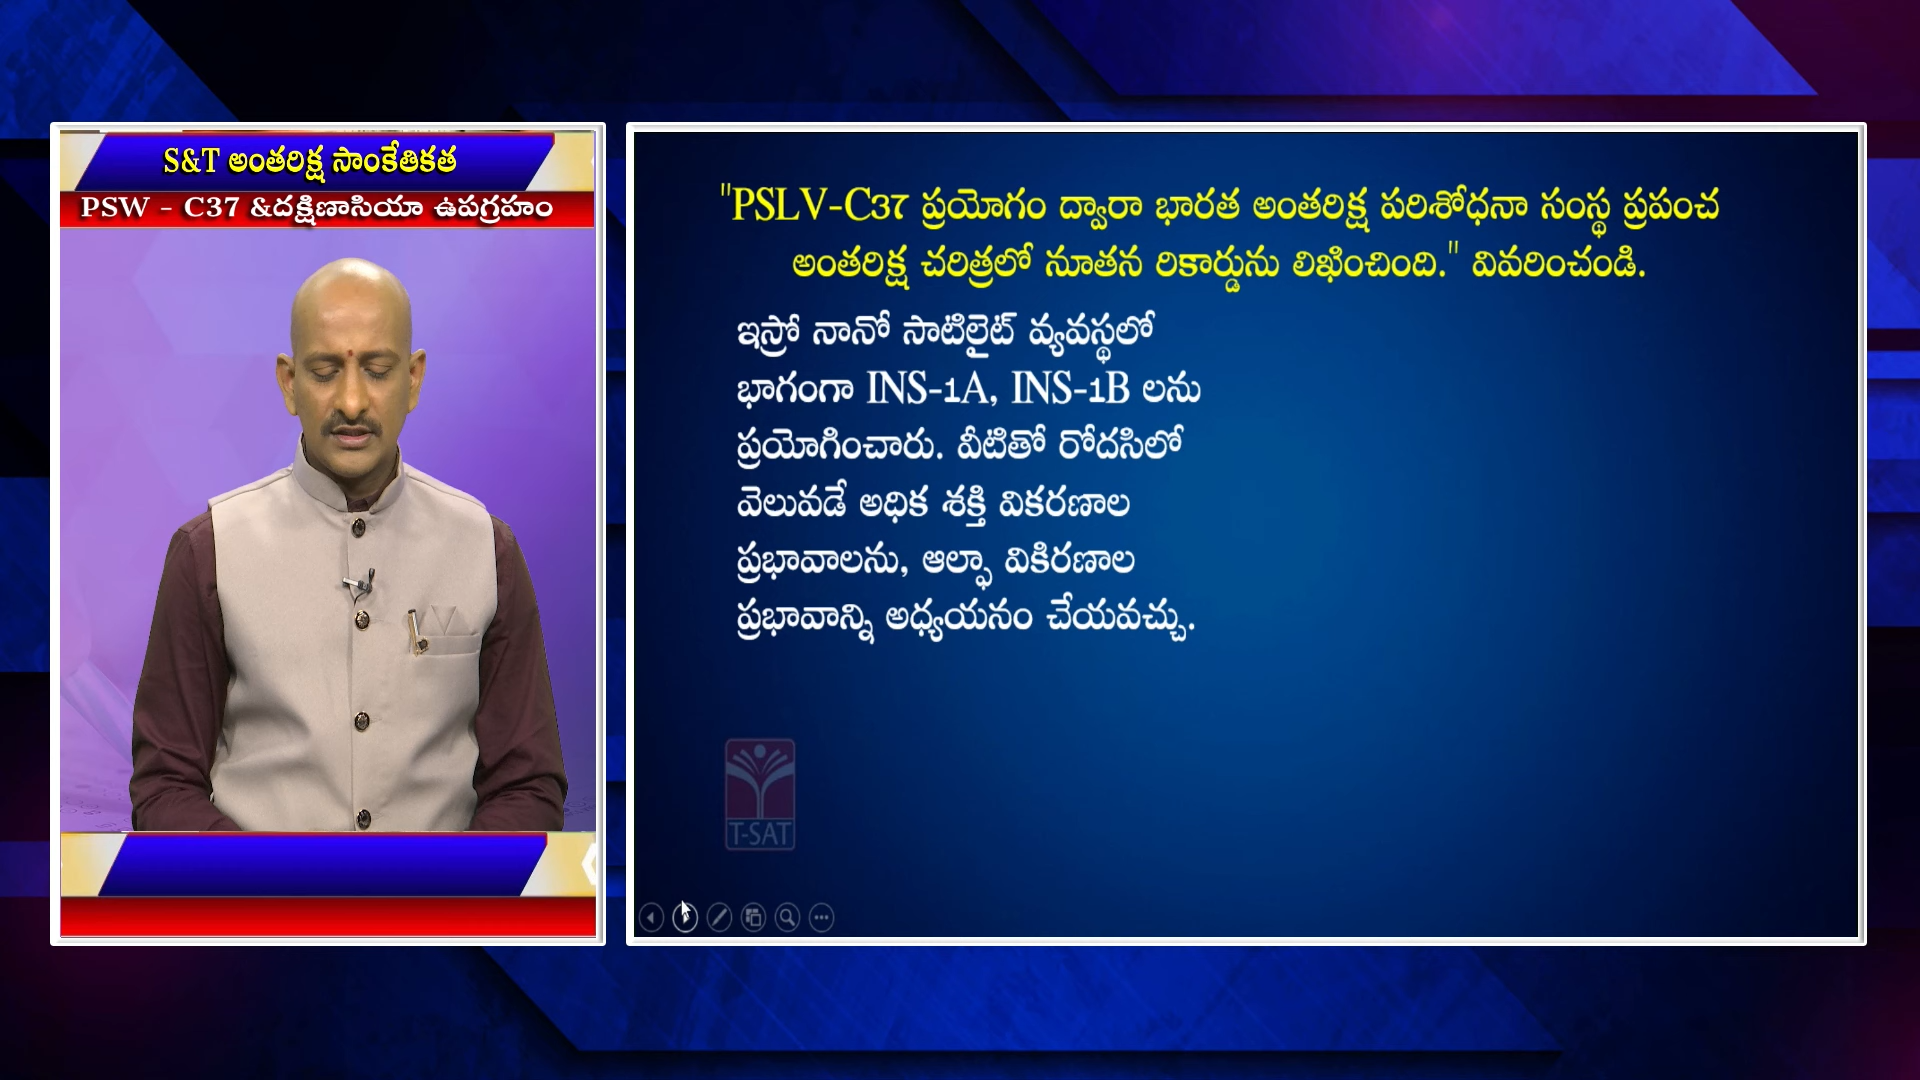 S&T అంతరిక్ష సాంకేతికత
PSW - C37 &దక్షిణాసియా ఉపగ్రహం
"PSLV-C37 ప్రయోగం ద్వారా భారత అంతరిక్ష పరిశోధనా సంస్థ ప్రపంచ
అంతరిక్ష చరిత్రలో నూతన రికార్డును లిఖించింది." వివరించండి.
ఇస్రో నానో సాటిలైట్ వ్యవస్థలో
భాగంగా INS-1A, INS-1B లను
ప్రయోగించారు. వీటితో రోదసిలో
వెలువడే అధిక శక్తి వికరణాల
ప్రభావాలను, ఆల్ఫా వికిరణాల
ప్రభావాన్ని అధ్యయనం చేయవచ్చు.
T-SAT